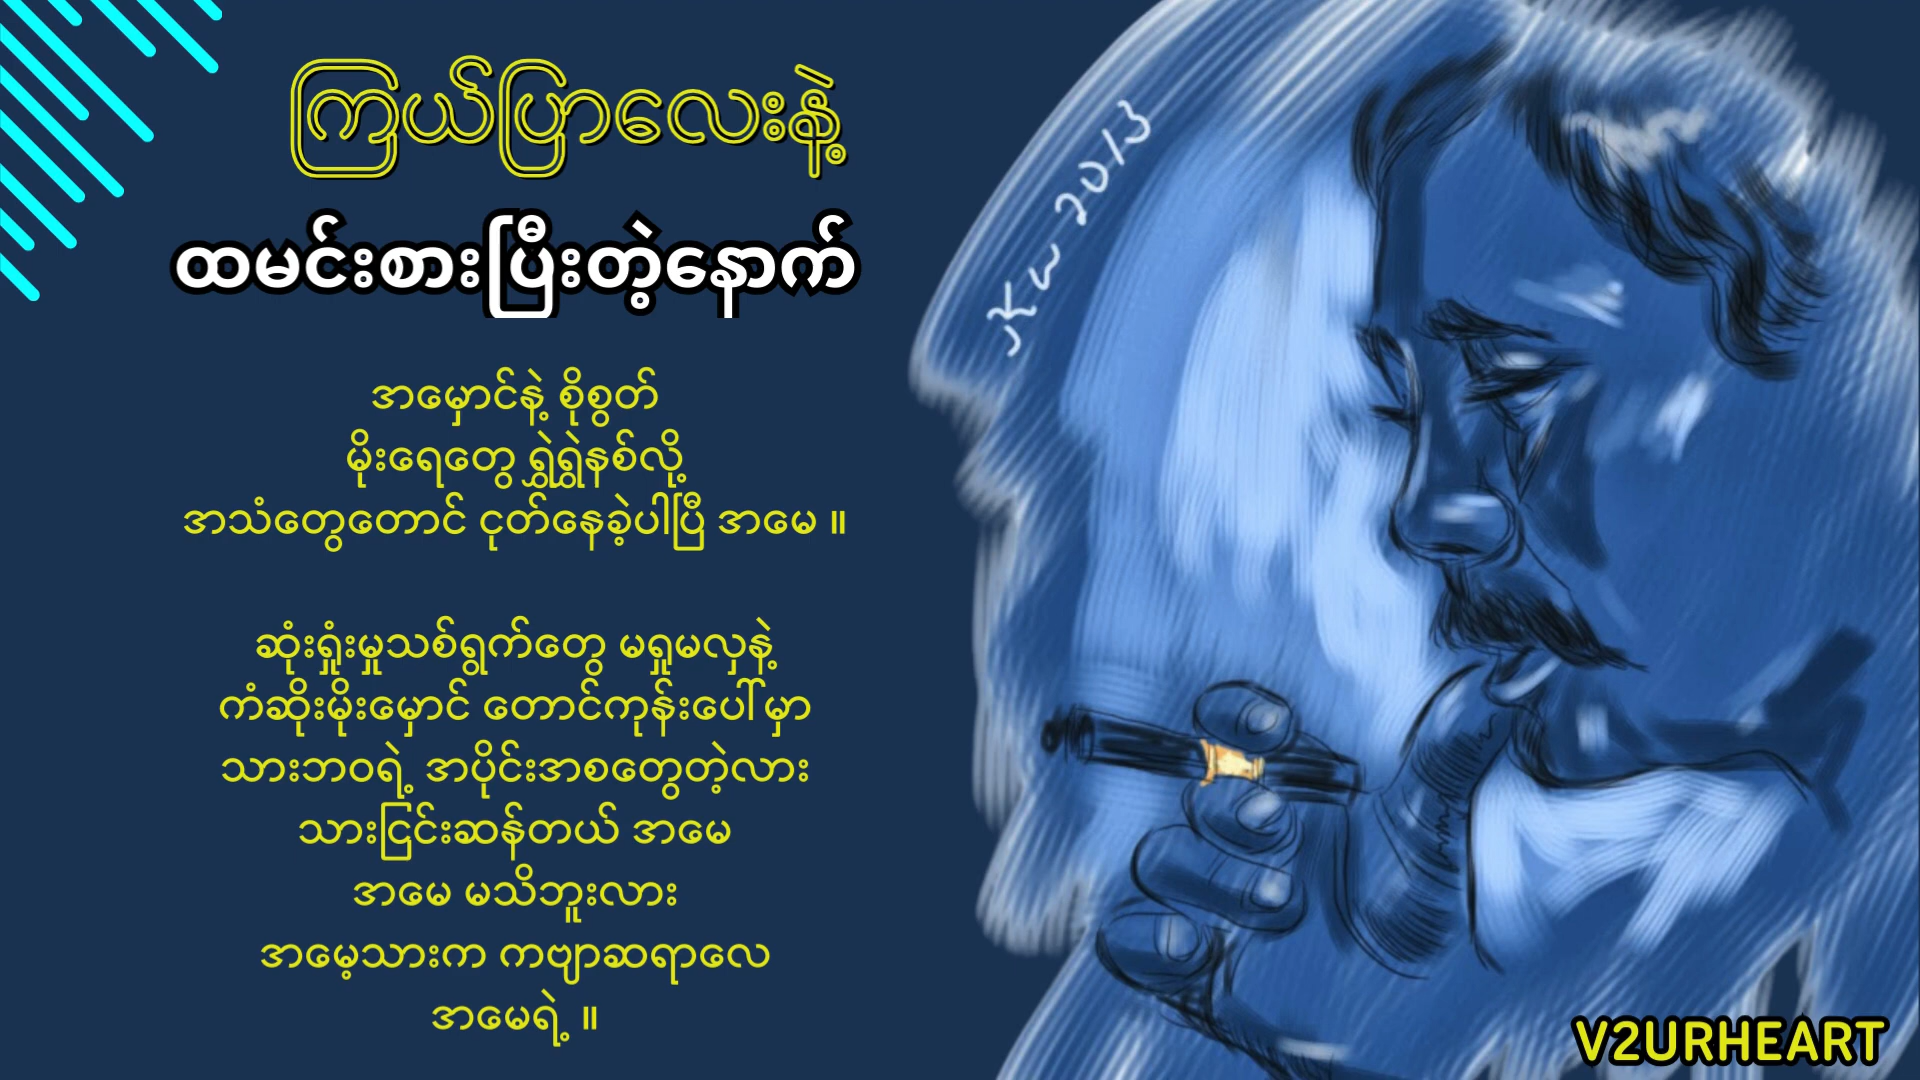 ကြယ်ပြာလေးနဲ့
ထမင်းစားပြီးတဲ့နောက်
အမှောင်နဲ့ စိုစွတ်
မိုးရေတွေ ရွှဲရွှဲနစ်လို့
အသံတွေတောင် ငုတ်နေခဲ့ပါပြီ အမေ ။
ဆုံးရှုံးမှုသစ်ရွက်တွေ မရှုမလှနဲ့
ကံဆိုးမိုးမှောင် တောင်ကုန်းပေါ်မှာ
သားဘဝရဲ့ အပိုင်းအစတွေတဲ့လား
သားငြင်းဆန်တယ် အမေ
အမေ မသိဘူးလား
အမေ့သားက ကဗျာဆရာလေ
အမေရဲ့ ။
2013
V2URHEART